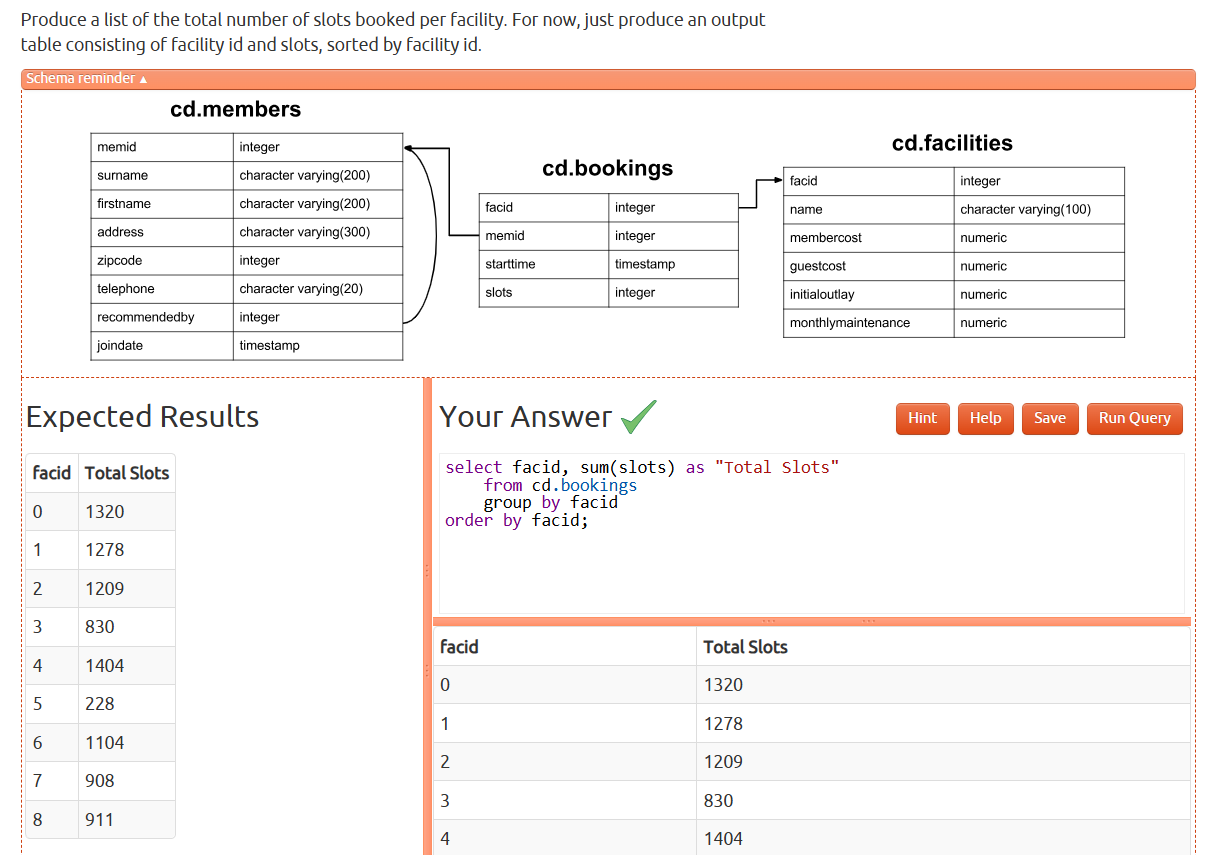 Produce a list of the total number of slots booked per facility. For now, just produce an output
table consisting of facility id and slots, sorted by facility id.
Schema reminder ▲
cd.members
memid integer
surname character varying(200)
firstname character varying(200)
address character varying(300)
zipcode integer
telephone character varying(20)
recommendedby integer
joindate timestamp
cd.bookings
facid integer
memid integer
starttime timestamp
slots integer
cd.facilities
facid integer
name character varying(100)
membercost numeric
guestcost numeric
initialoutlay numeric
monthlymaintenance numeric
Expected Results
facid Total Slots
0 1320
1 1278
2 1209
3 830
4 1404
5 228
6 1104
7 908
8 911
Your Answer
Hint Help Save Run Query
select facid, sum(slots) as "Total Slots"
from cd.bookings
group by facid
order by facid;
facid Total Slots
0 1320
1 1278
2 1209
3 830
4 1404